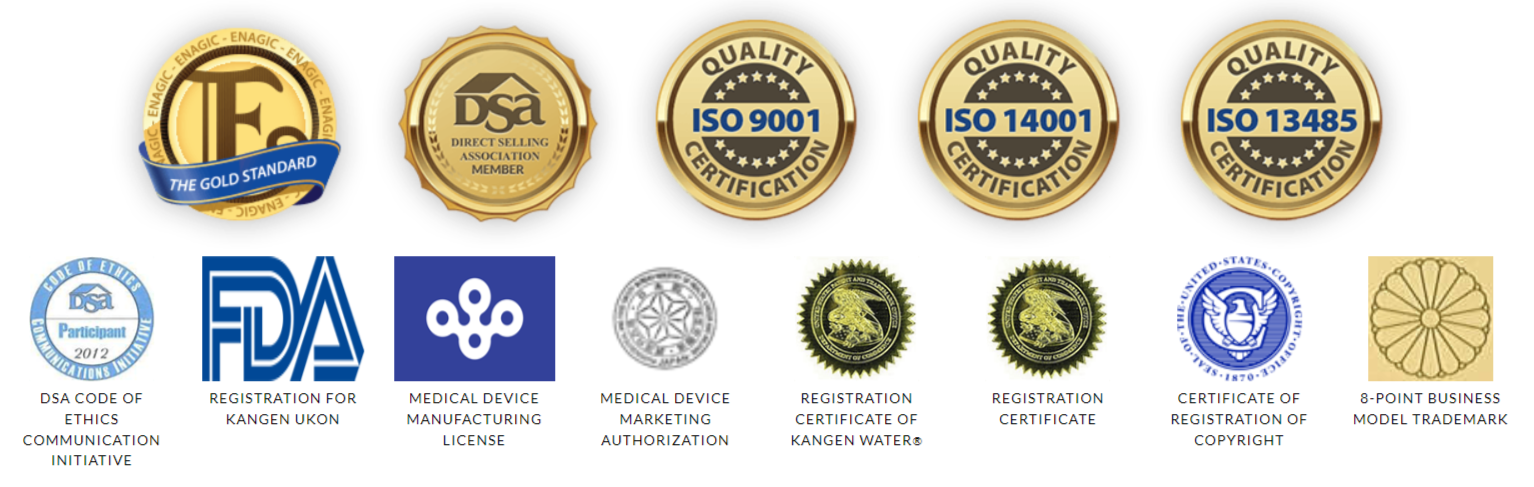 ENAGIC - ENAGIC - ENAGIC - ENAGIC
THE GOLD STANDARD
DSa
DIRECT SELLING
ASSOCIATION
MEMBER
QUALITY
ISO 9001
CERTIFICATION
QUALITY
ISO 14001
CERTIFICATION
QUALITY
ISO 13485
CERTIFICATION
CODE OF ETHICS
DSa
Participant
2012
COMMUNICATIONS INITIATIVE
FDA
SEAL·OF·THE·UNITED·STATES·COPYRIGHT·OFFICE
·1870·
DSA CODE OF
ETHICS
COMMUNICATION
INITIATIVE
REGISTRATION FOR
KANGEN UKON
MEDICAL DEVICE
MANUFACTURING
LICENSE
MEDICAL DEVICE
MARKETING
AUTHORIZATION
REGISTRATION
CERTIFICATE OF
KANGEN WATER®
REGISTRATION
CERTIFICATE
CERTIFICATE OF
REGISTRATION OF
COPYRIGHT
8-POINT BUSINESS
MODEL TRADEMARK